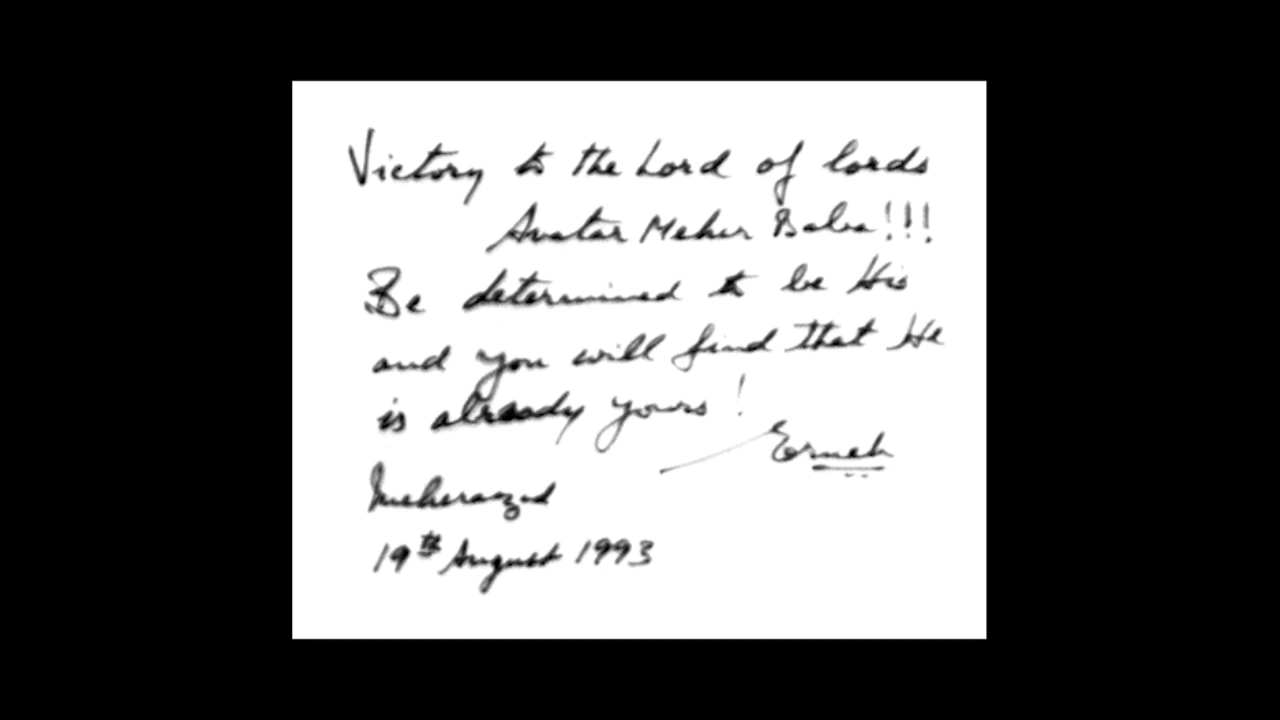 Victory to the Lord of lords
Avatar Meher Baba!!!
Be determined to be His
and you will find that He
is already yours!
Eruch
Meherazad
19th August 1993